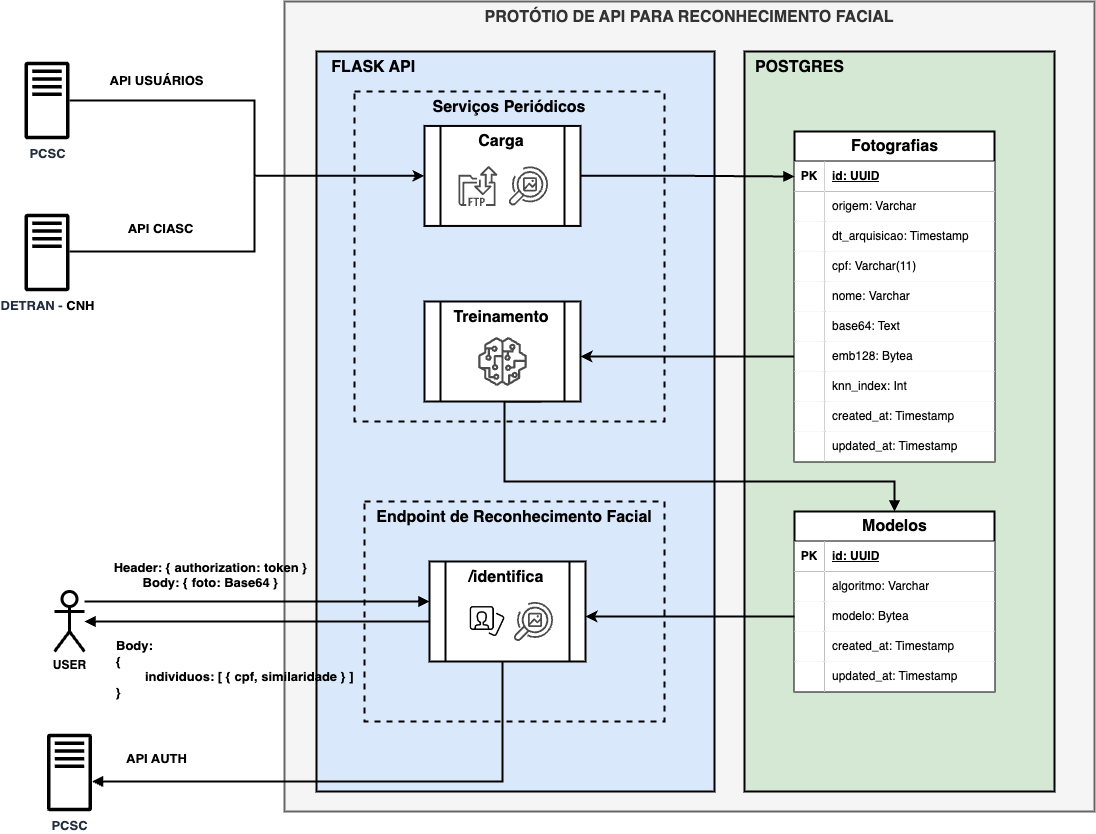 PROTÓTIO DE API PARA RECONHECIMENTO FACIAL
FLASK API
POSTGRES
API USUÁRIOS
PCSC
API CIASC
DETRAN - CNH
Serviços Periódicos
Carga
FTP
Treinamento
Fotografias
PK id: UUID
origem: Varchar
dt_arquisicao: Timestamp
cpf: Varchar(11)
nome: Varchar
base64: Text
emb128: Bytea
knn_index: Int
created_at: Timestamp
updated_at: Timestamp
Endpoint de Reconhecimento Facial
/identifica
Modelos
PK id: UUID
algoritmo: Varchar
modelo: Bytea
created_at: Timestamp
updated_at: Timestamp
Header: { authorization: token }
Body: { foto: Base64 }
USER
Body:
{
individuos: [ { cpf, similaridade } ]
}
API AUTH
PCSC